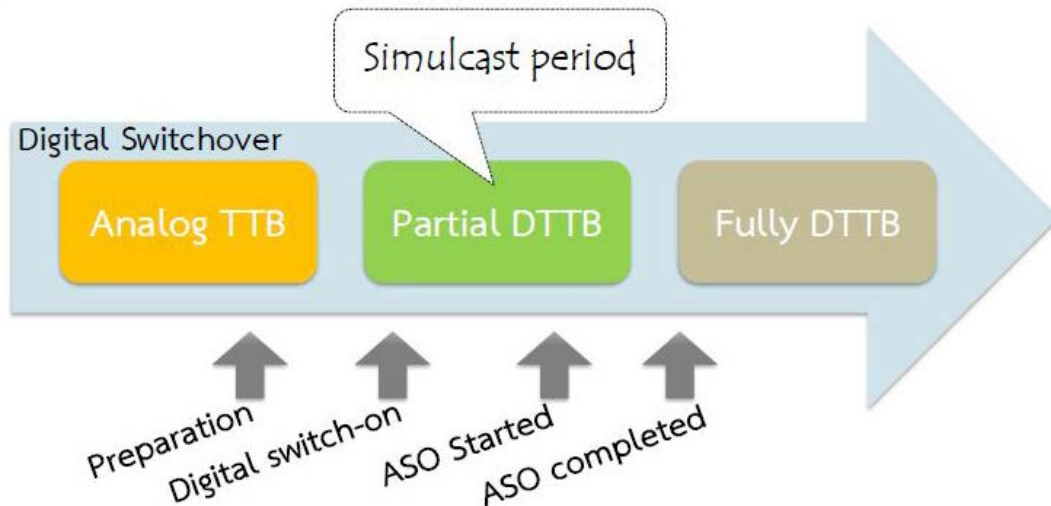 Simulcast period
Digital Switchover
Analog TTB
Partial DTTB
Fully DTTB
Preparation
Digital switch-on
ASO Started
ASO completed